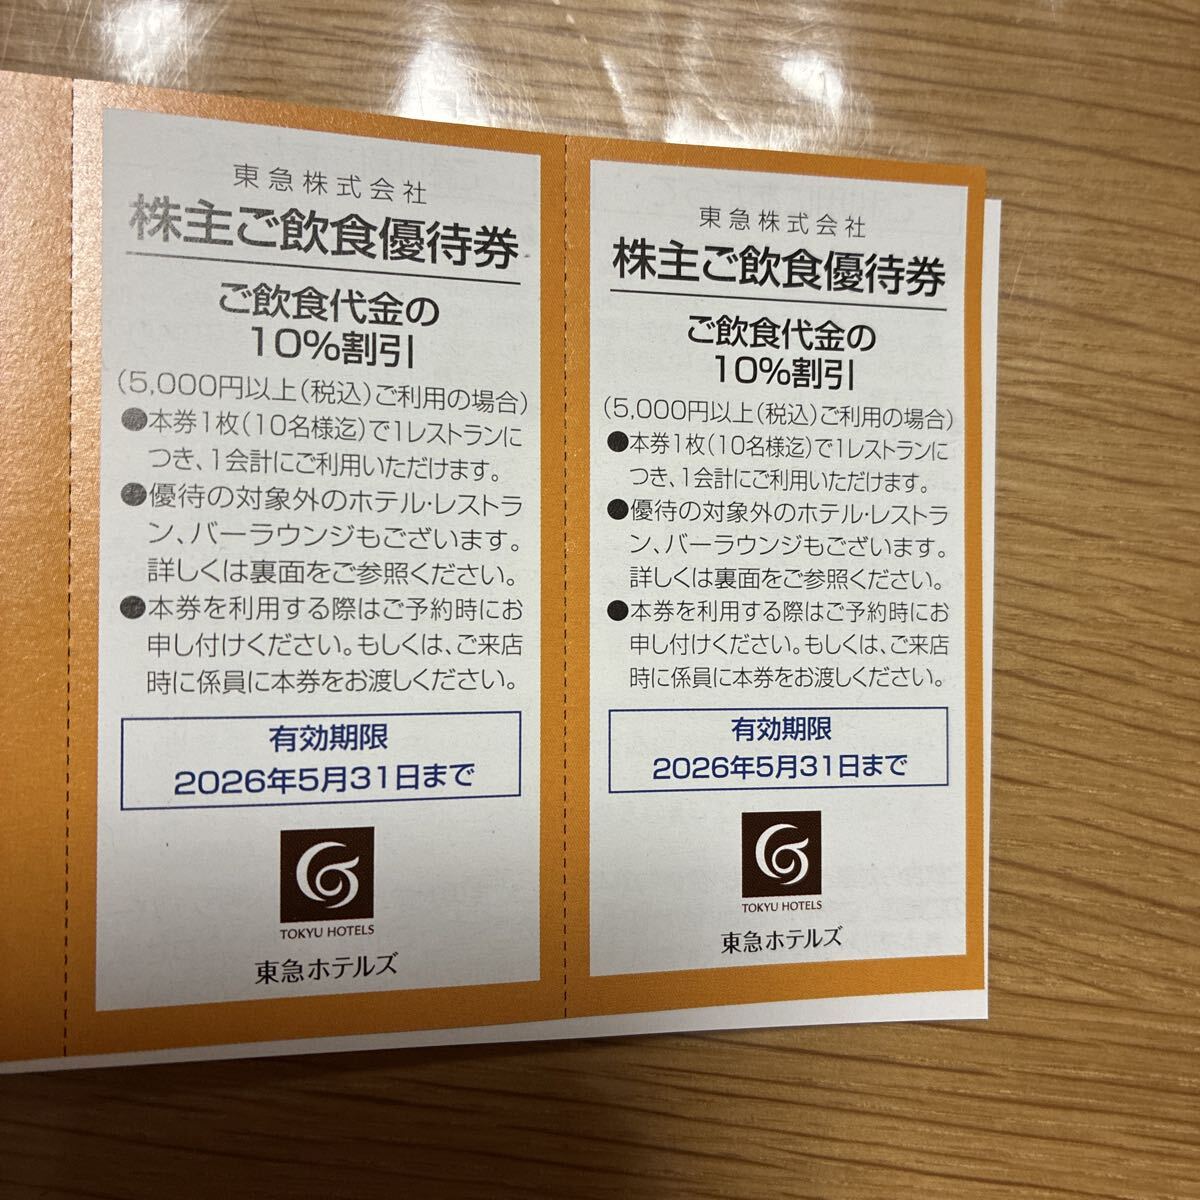 東急株式会社
株主ご飲食優待券
ご飲食代金の
10%割引
(5,000円以上(税込)ご利用の場合)
●本券1枚(10名様迄)で1レストランに
つき、1会計にご利用いただけます。
●優待の対象外のホテル・レストラ
ン、バーラウンジもございます。
詳しくは裏面をご参照ください。
●本券を利用する際はご予約時にお
申し付けください。もしくは、ご来店
時に係員に本券をお渡しください。
有効期限
2026年5月31日まで
TOKYU HOTELS
東急ホテルズ
東急株式会社
株主ご飲食優待券
ご飲食代金の
10%割引
(5,000円以上(税込)ご利用の場合)
●本券1枚(10名様迄)で1レストランに
つき、1会計にご利用いただけます。
●優待の対象外のホテル・レストラ
ン、バーラウンジもございます。
詳しくは裏面をご参照ください。
●本券を利用する際はご予約時にお
申し付けください。もしくは、ご来店
時に係員に本券をお渡しください。
有効期限
2026年5月31日まで
TOKYU HOTELS
東急ホテルズ